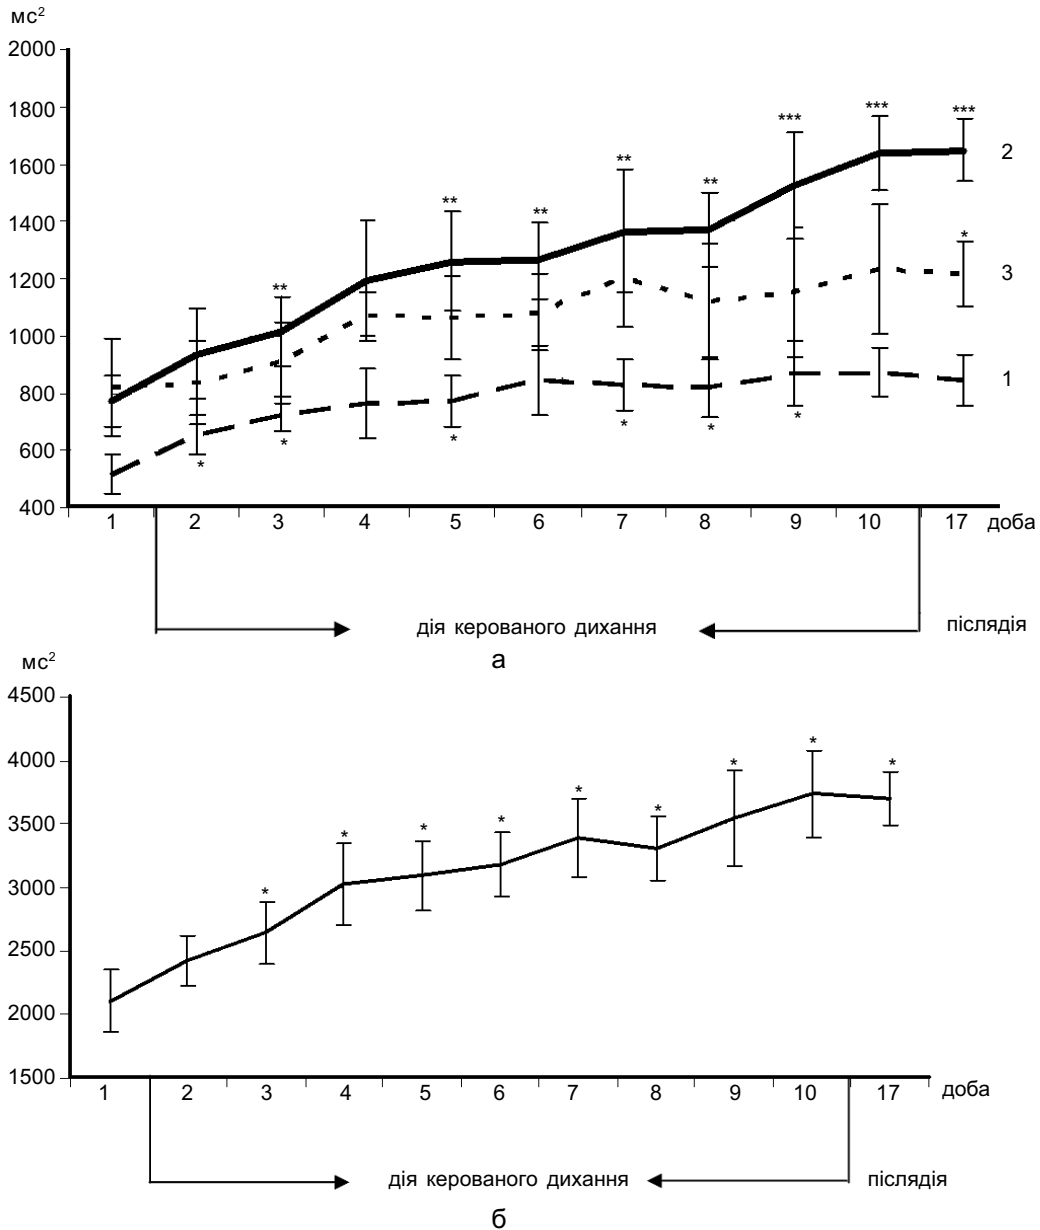 мс²
2000
1800
1600
1400
1200
1000
800
600
400
*** *** *** ** ** ** ** **
2
3
1
*
* * * * * *
1 2 3 4 5 6 7 8 9 10 17 доба
дія керованого дихання
післядія
а
мс²
4500
4000
3500
3000
2500
2000
1500
* * * * * * * * *
1 2 3 4 5 6 7 8 9 10 17 доба
дія керованого дихання
післядія
б